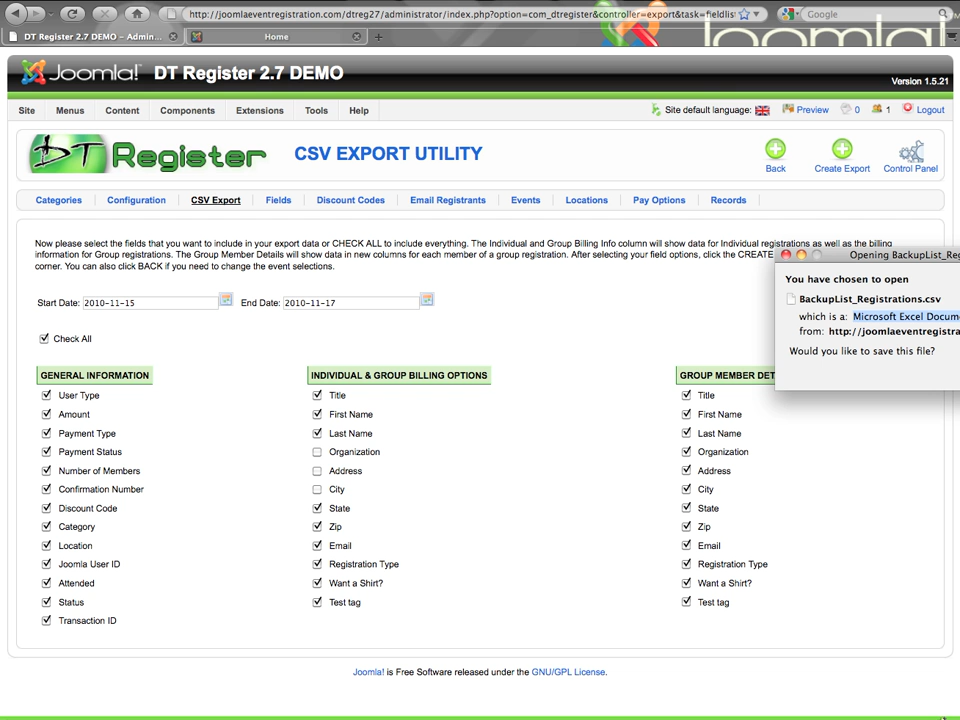 http://joomlaeventregistration.com/dtreg27/administrator/index.php?option=com_dtregister&controller=export&task=fieldlis
Google
DT Register 2.7 DEMO – Admin...
Home
Joomla!
Joomla! DT Register 2.7 DEMO
Version 1.5.21
Site Menus Content Components Extensions Tools Help
Site default language: Preview 0 1 Logout
DT Register CSV EXPORT UTILITY
Back Create Export Control Panel
Categories Configuration CSV Export Fields Discount Codes Email Registrants Events Locations Pay Options Records
Now please select the fields that you want to include in your export data or CHECK ALL to include everything. The Individual and Group Billing Info column will show data for Individual registrations as well as the billing
information for Group registrations. The Group Member Details will show data in new columns for each member of a group registration. After selecting your field options, click the CREATE
corner. You can also click BACK if you need to change the event selections.
Opening BackupList_Reg
You have chosen to open
BackupList_Registrations.csv
which is a: Microsoft Excel Docum
from: http://joomlaeventregistra
Would you like to save this file?
Start Date: 2010-11-15 End Date: 2010-11-17
Check All
GENERAL INFORMATION
User Type
Amount
Payment Type
Payment Status
Number of Members
Confirmation Number
Discount Code
Category
Location
Joomla User ID
Attended
Status
Transaction ID
INDIVIDUAL & GROUP BILLING OPTIONS
Title
First Name
Last Name
Organization
Address
City
State
Zip
Email
Registration Type
Want a Shirt?
Test tag
GROUP MEMBER DET
Title
First Name
Last Name
Organization
Address
City
State
Zip
Email
Registration Type
Want a Shirt?
Test tag
Joomla! is Free Software released under the GNU/GPL License.